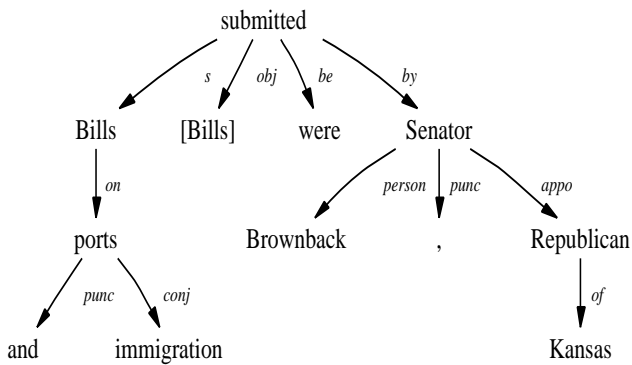 submitted
s obj be by
Bills [Bills] were Senator
on person punc appo
ports Brownback , Republican
punc conj of
and immigration Kansas